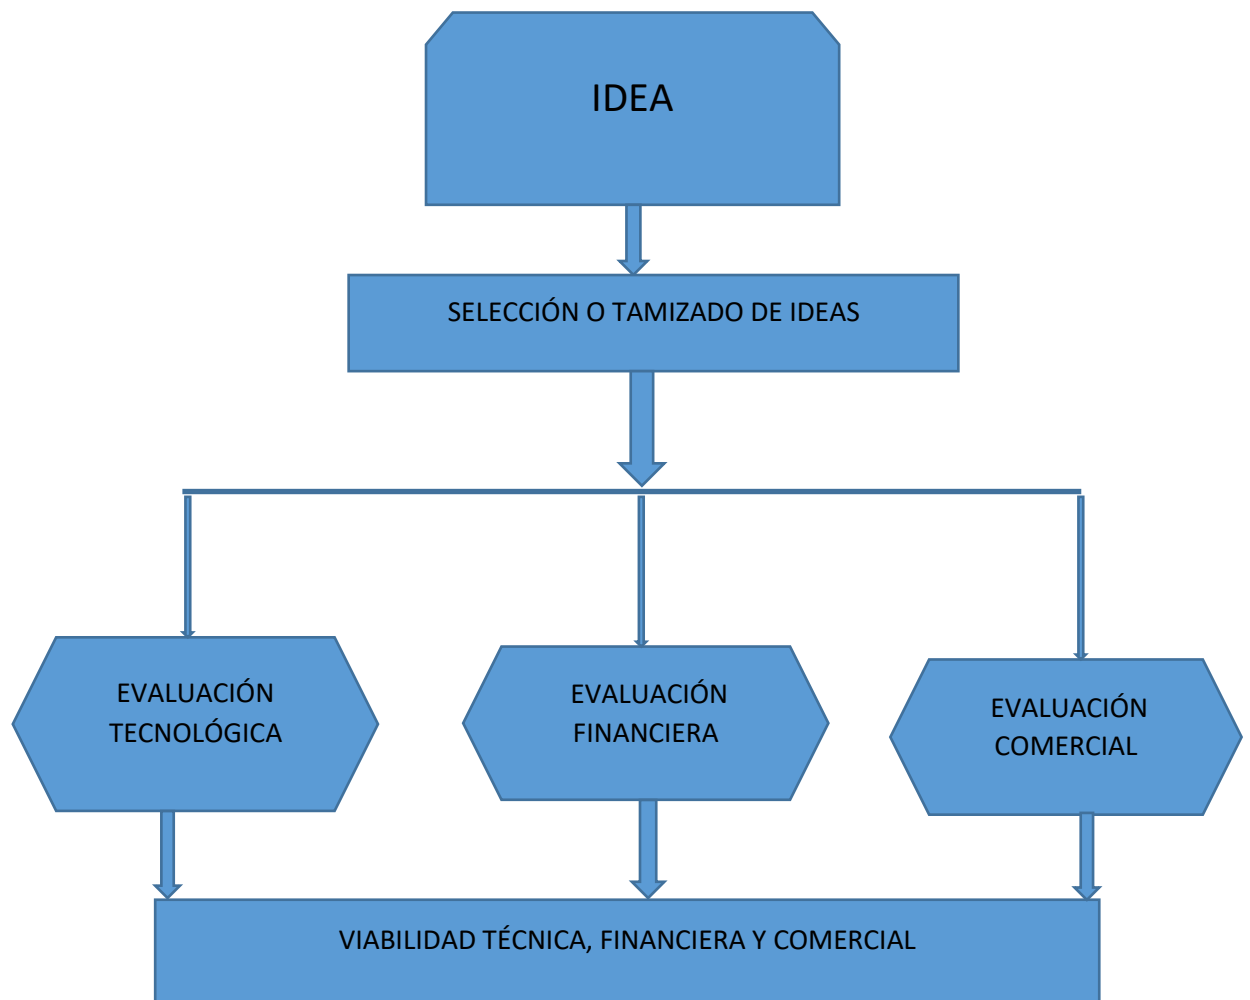 IDEA
SELECCIÓN O TAMIZADO DE IDEAS
EVALUACIÓN
TECNOLÓGICA
EVALUACIÓN
FINANCIERA
EVALUACIÓN
COMERCIAL
VIABILIDAD TÉCNICA, FINANCIERA Y COMERCIAL